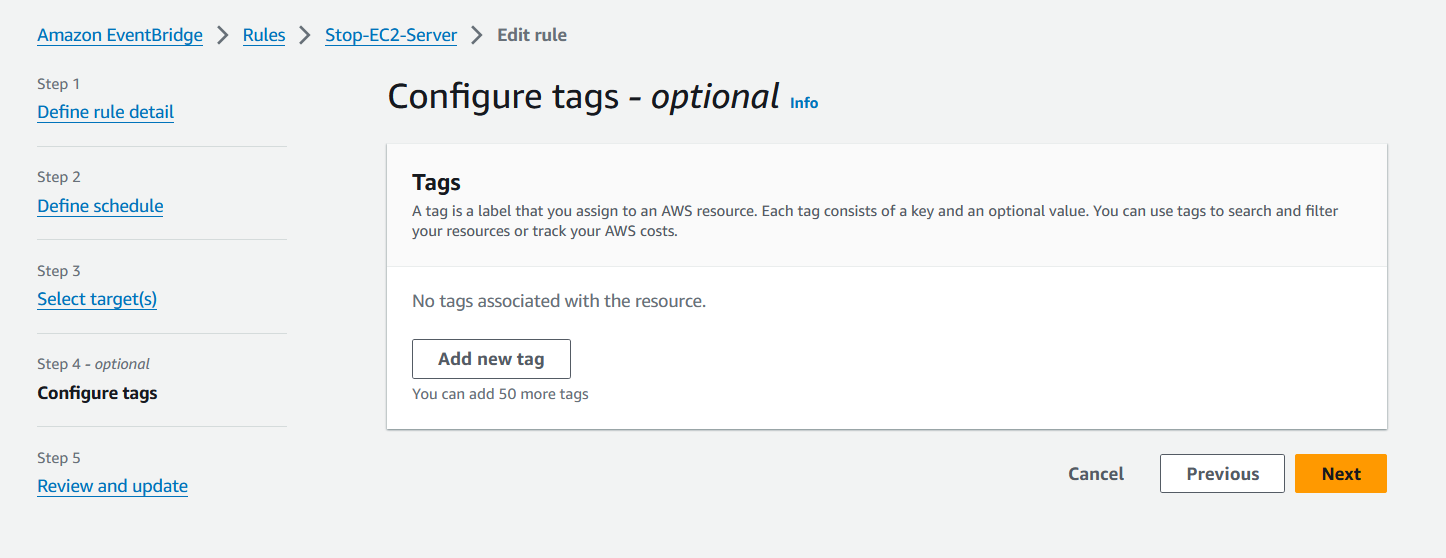 Amazon EventBridge > Rules > Stop-EC2-Server > Edit rule
Step 1
Define rule detail
Step 2
Define schedule
Step 3
Select target(s)
Step 4 - optional
Configure tags
Step 5
Review and update
Configure tags - optional Info
Tags
A tag is a label that you assign to an AWS resource. Each tag consists of a key and an optional value. You can use tags to search and filter
your resources or track your AWS costs.
No tags associated with the resource.
Add new tag
You can add 50 more tags
Cancel Previous Next